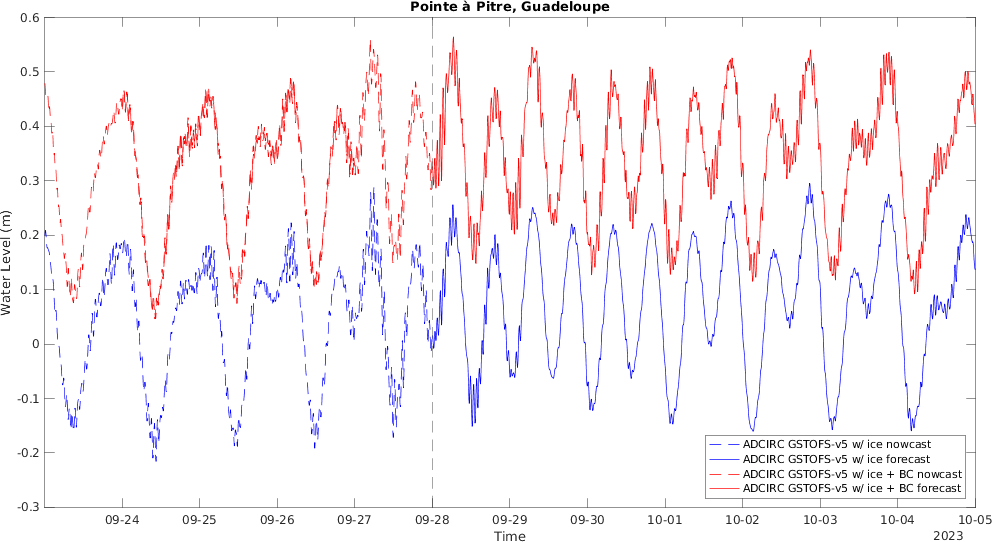 Pointe à Pitre, Guadeloupe
0.6
0.5
0.4
0.3
0.2
0.1
0
-0.1
-0.2
-0.3
Water Level (m)
ADCIRC GSTOFS-v5 w/ ice nowcast
ADCIRC GSTOFS-v5 w/ ice forecast
ADCIRC GSTOFS-v5 w/ ice + BC nowcast
ADCIRC GSTOFS-v5 w/ ice + BC forecast
09-24 09-25 09-26 09-27 09-28 09-29 09-30 10-01 10-02 10-03 10-04 10-05
Time
2023